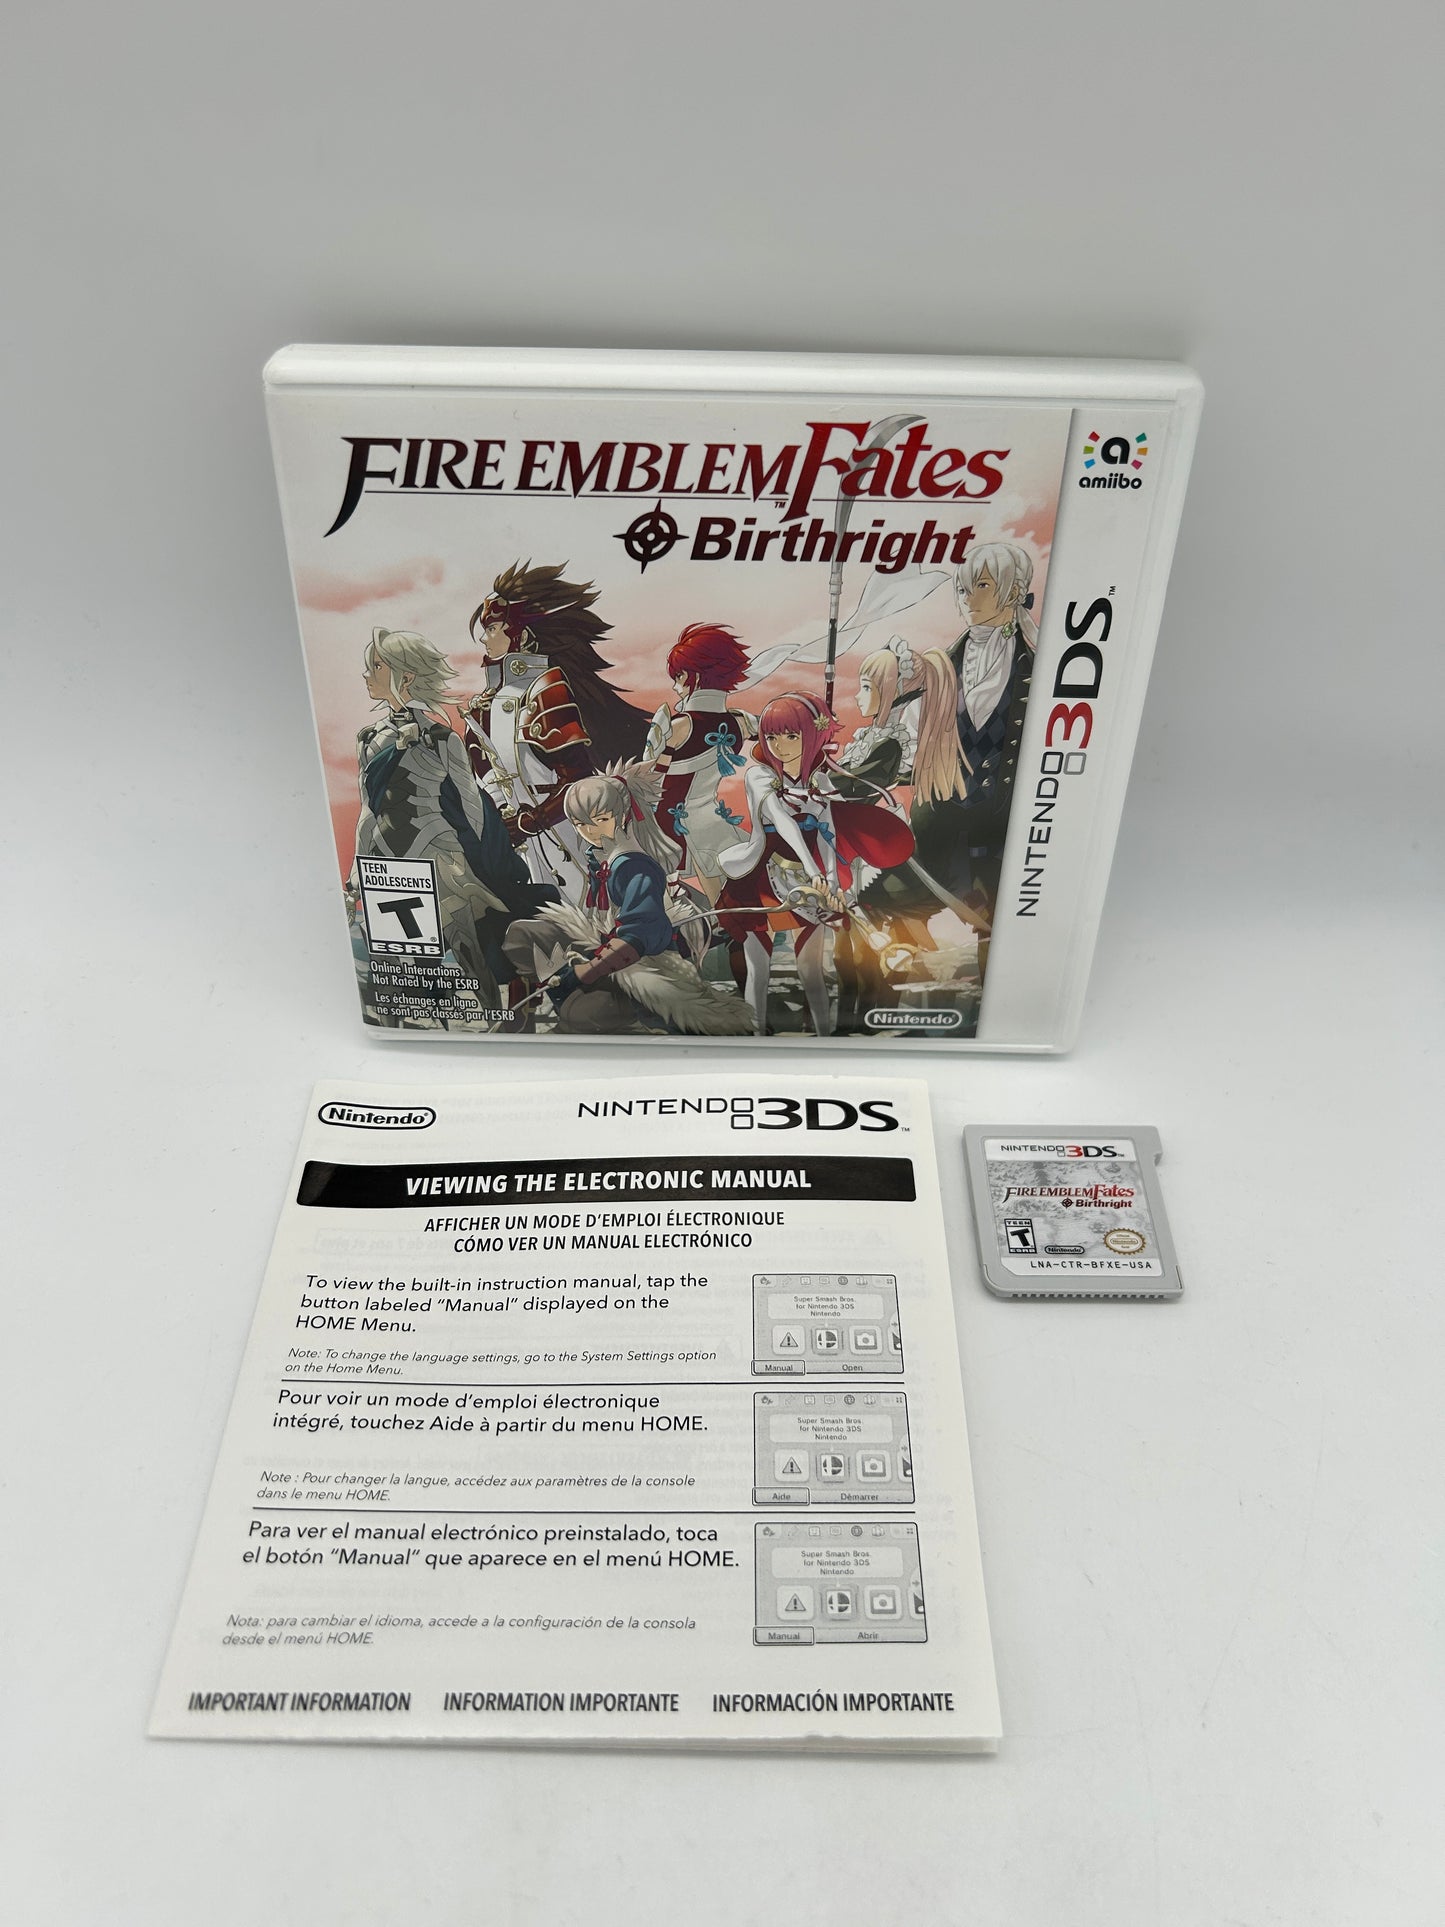 FIRE EMBLEM Fates
™
Birthright
amiibo
NINTENDO 3DS™
TEEN
ADOLESCENTS
T®
ESRB
Online Interactions
Not Rated by the ESRB
Les échanges en ligne
ne sont pas classés par l'ESRB
Nintendo®
Nintendo®
NINTENDO 3DS™
VIEWING THE ELECTRONIC MANUAL
AFFICHER UN MODE D'EMPLOI ÉLECTRONIQUE
CÓMO VER UN MANUAL ELECTRÓNICO
To view the built-in instruction manual, tap the
button labeled "Manual" displayed on the
HOME Menu.
Note: To change the language settings, go to the System Settings option
on the Home Menu.
Super Smash Bros.
for Nintendo 3DS
Nintendo
Manual Open
Pour voir un mode d'emploi électronique
intégré, touchez Aide à partir du menu HOME.
Note : Pour changer la langue, accédez aux paramètres de la console
dans le menu HOME.
Super Smash Bros.
for Nintendo 3DS
Nintendo
Aide Démarrer
Para ver el manual electrónico preinstalado, toca
el botón "Manual" que aparece en el menú HOME.
Nota: para cambiar el idioma, accede a la configuración de la consola
desde el menú HOME.
Super Smash Bros.
for Nintendo 3DS
Nintendo
Manual Abrir
IMPORTANT INFORMATION INFORMATION IMPORTANTE INFORMACIÓN IMPORTANTE
NINTENDO 3DS™
FIRE EMBLEM Fates
Birthright
TEEN
T
ESRB
Nintendo
Nintendo
LNA-CTR-BFXE-USA